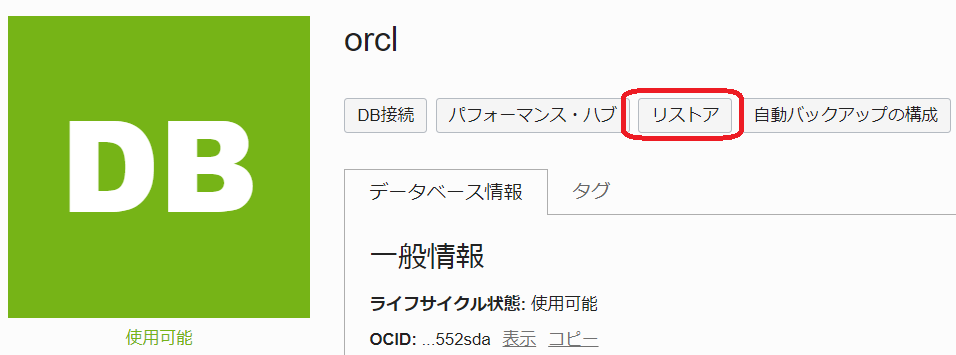 orcl
DB接続 パフォーマンス・ハブ リストア 自動バックアップの構成
DB
データベース情報 タグ
一般情報
ライフサイクル状態: 使用可能
使用可能
OCID: ...552sda 表示 コピー